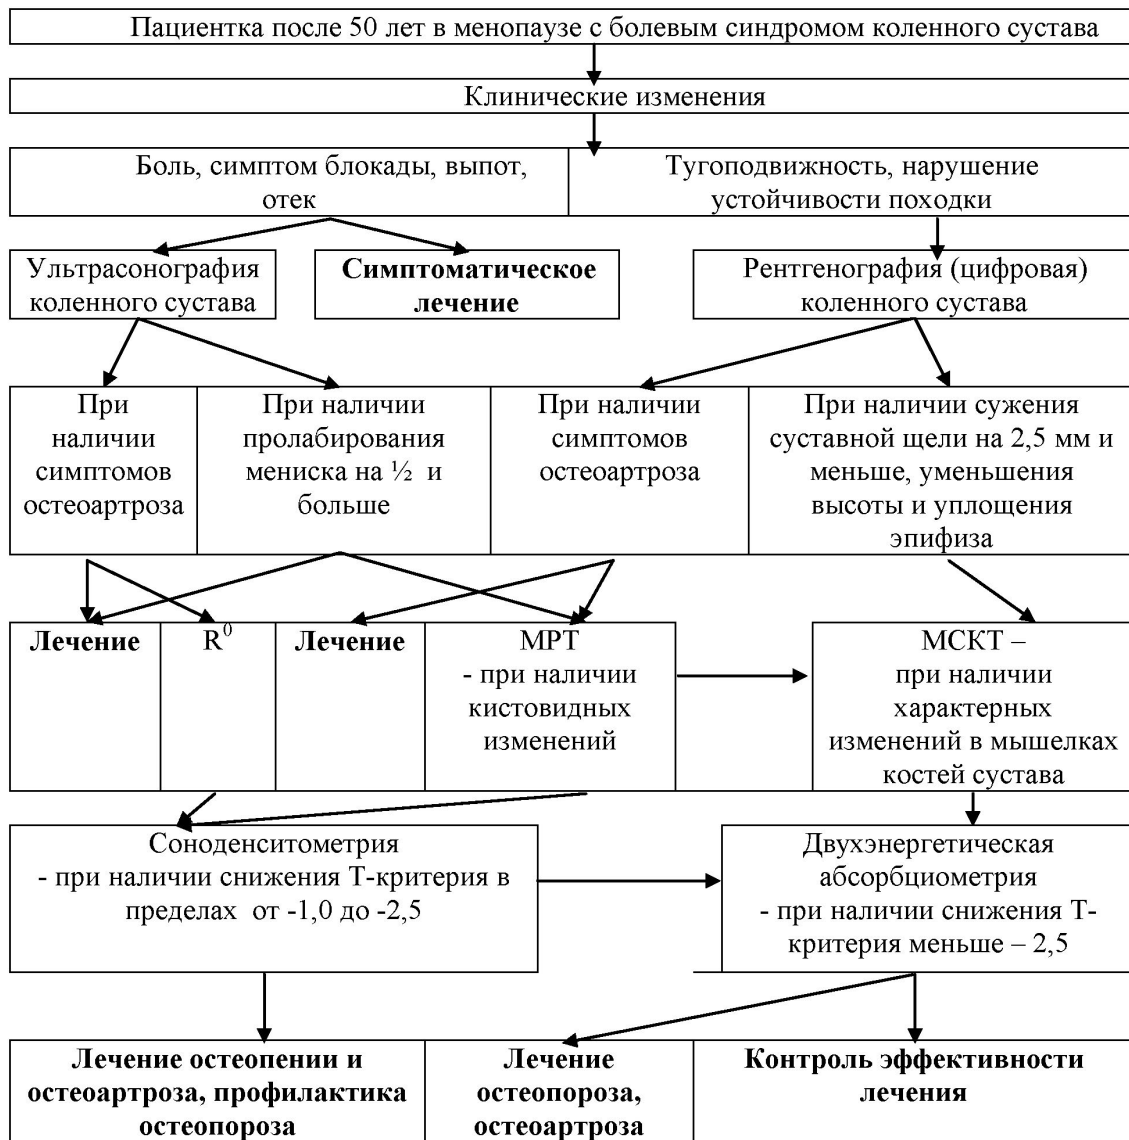 Пациентка после 50 лет в менопаузе с болевым синдромом коленного сустава
Клинические изменения
Боль, симптом блокады, выпот,
отек
Тугоподвижность, нарушение
устойчивости походки
Ультрасонография
коленного сустава
Симптоматическое
лечение
Рентгенография (цифровая)
коленного сустава
При
наличии
симптомов
остеоартроза
При наличии
пролабирования
мениска на ½ и
больше
При наличии
симптомов
остеоартроза
При наличии сужения
суставной щели на 2,5 мм и
меньше, уменьшения
высоты и уплощения
эпифиза
Лечение
R⁰
Лечение
МРТ
- при наличии
кистовидных
изменений
МСКТ –
при наличии
характерных
изменений в мышелках
костей сустава
Соноденситометрия
- при наличии снижения Т-критерия в
пределах от -1,0 до -2,5
Двухэнергетическая
абсорбциометрия
- при наличии снижения Т-
критерия меньше – 2,5
Лечение остеопении и
остеоартроза, профилактика
остеопороза
Лечение
остеопороза,
остеоартроза
Контроль эффективности
лечения